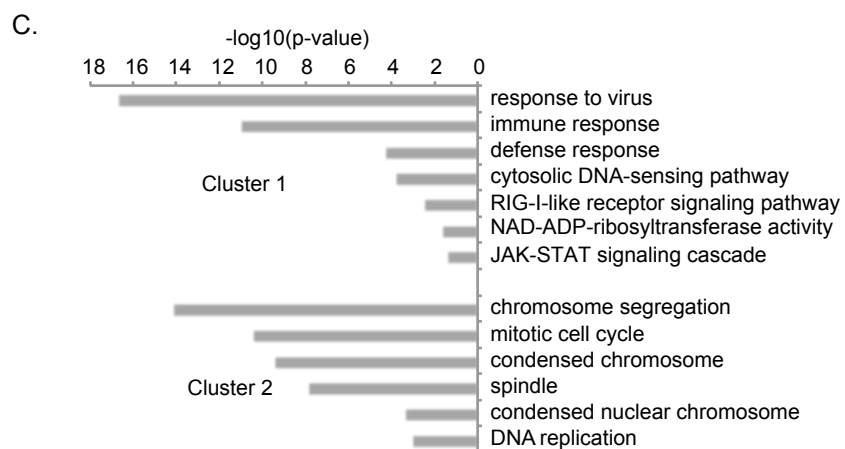 C.
-log10(p-value)
18 16 14 12 10 8 6 4 2 0
response to virus
immune response
defense response
Cluster 1
cytosolic DNA-sensing pathway
RIG-I-like receptor signaling pathway
NAD-ADP-ribosyltransferase activity
JAK-STAT signaling cascade
chromosome segregation
mitotic cell cycle
condensed chromosome
Cluster 2
spindle
condensed nuclear chromosome
DNA replication